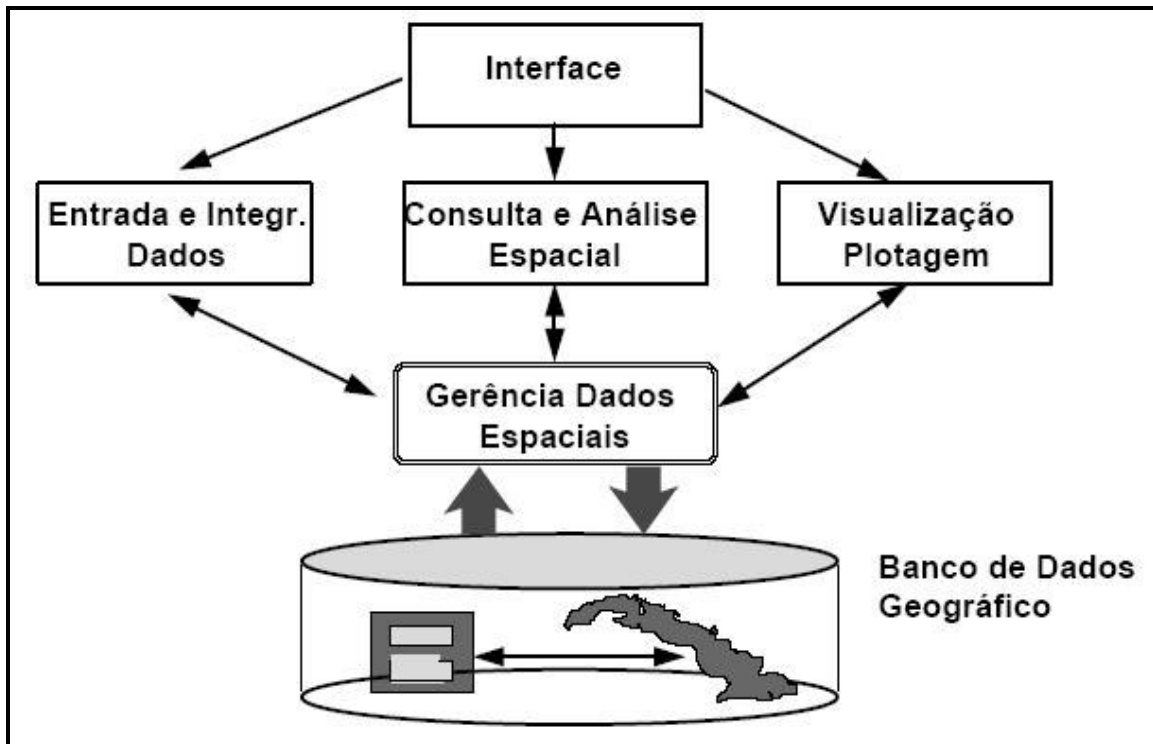 Interface
Entrada e Integr.
Dados
Consulta e Análise
Espacial
Visualização
Plotagem
Gerência Dados
Espaciais
Banco de Dados
Geográfico